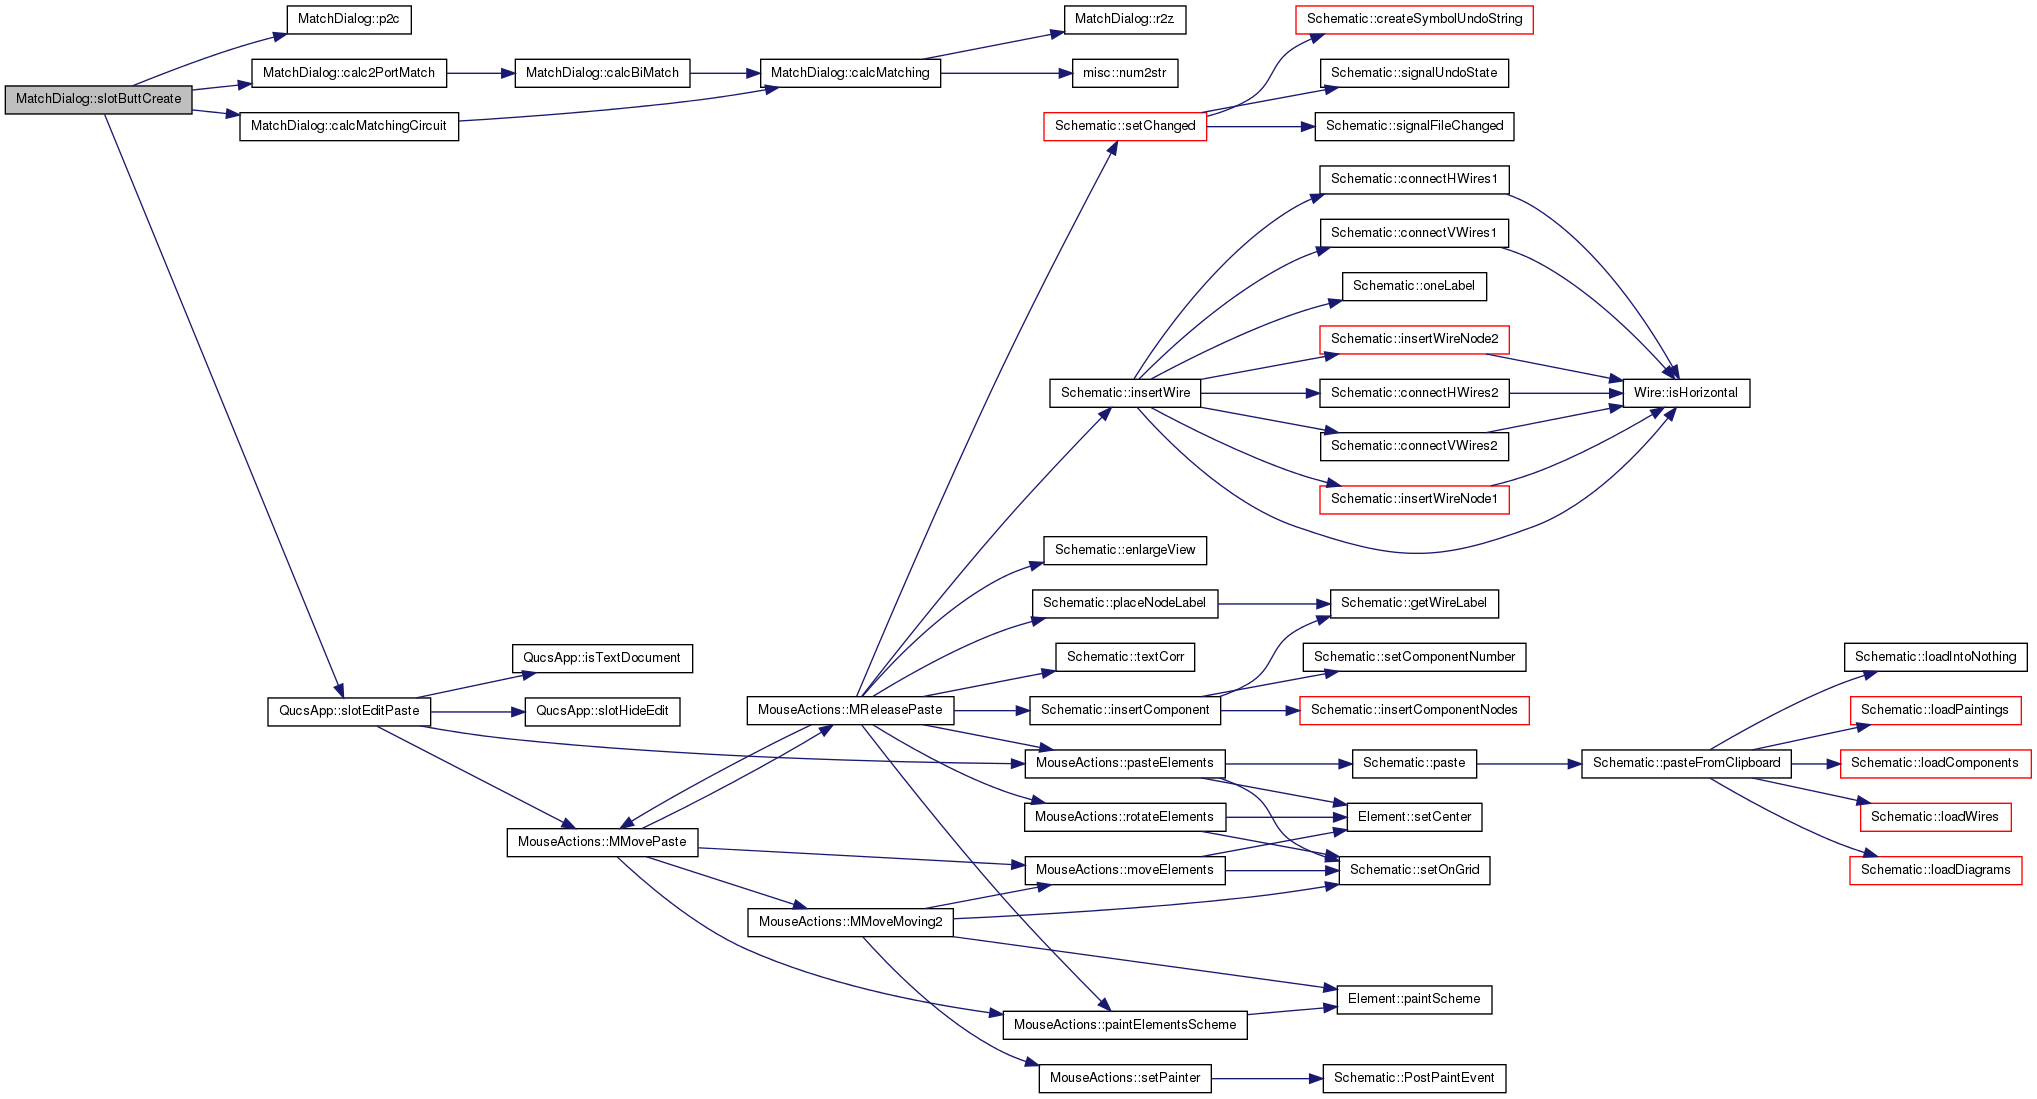 MatchDialog::slotButtCreate
MatchDialog::p2c
MatchDialog::calc2PortMatch
MatchDialog::calcMatchingCircuit
MatchDialog::calcBiMatch
MatchDialog::calcMatching
MatchDialog::r2z
misc::num2str
QucsApp::slotEditPaste
QucsApp::isTextDocument
QucsApp::slotHideEdit
MouseActions::MMovePaste
MouseActions::MReleasePaste
MouseActions::MMoveMoving2
Schematic::setChanged
Schematic::createSymbolUndoString
Schematic::signalUndoState
Schematic::signalFileChanged
Schematic::insertWire
Schematic::connectHWires1
Schematic::connectVWires1
Schematic::oneLabel
Schematic::insertWireNode2
Schematic::connectHWires2
Schematic::connectVWires2
Schematic::insertWireNode1
Wire::isHorizontal
Schematic::enlargeView
Schematic::placeNodeLabel
Schematic::textCorr
Schematic::insertComponent
Schematic::getWireLabel
Schematic::setComponentNumber
Schematic::insertComponentNodes
MouseActions::pasteElements
MouseActions::rotateElements
MouseActions::moveElements
Schematic::paste
Element::setCenter
Schematic::setOnGrid
Schematic::pasteFromClipboard
Schematic::loadIntoNothing
Schematic::loadPaintings
Schematic::loadComponents
Schematic::loadWires
Schematic::loadDiagrams
MouseActions::paintElementsScheme
Element::paintScheme
MouseActions::setPainter
Schematic::PostPaintEvent